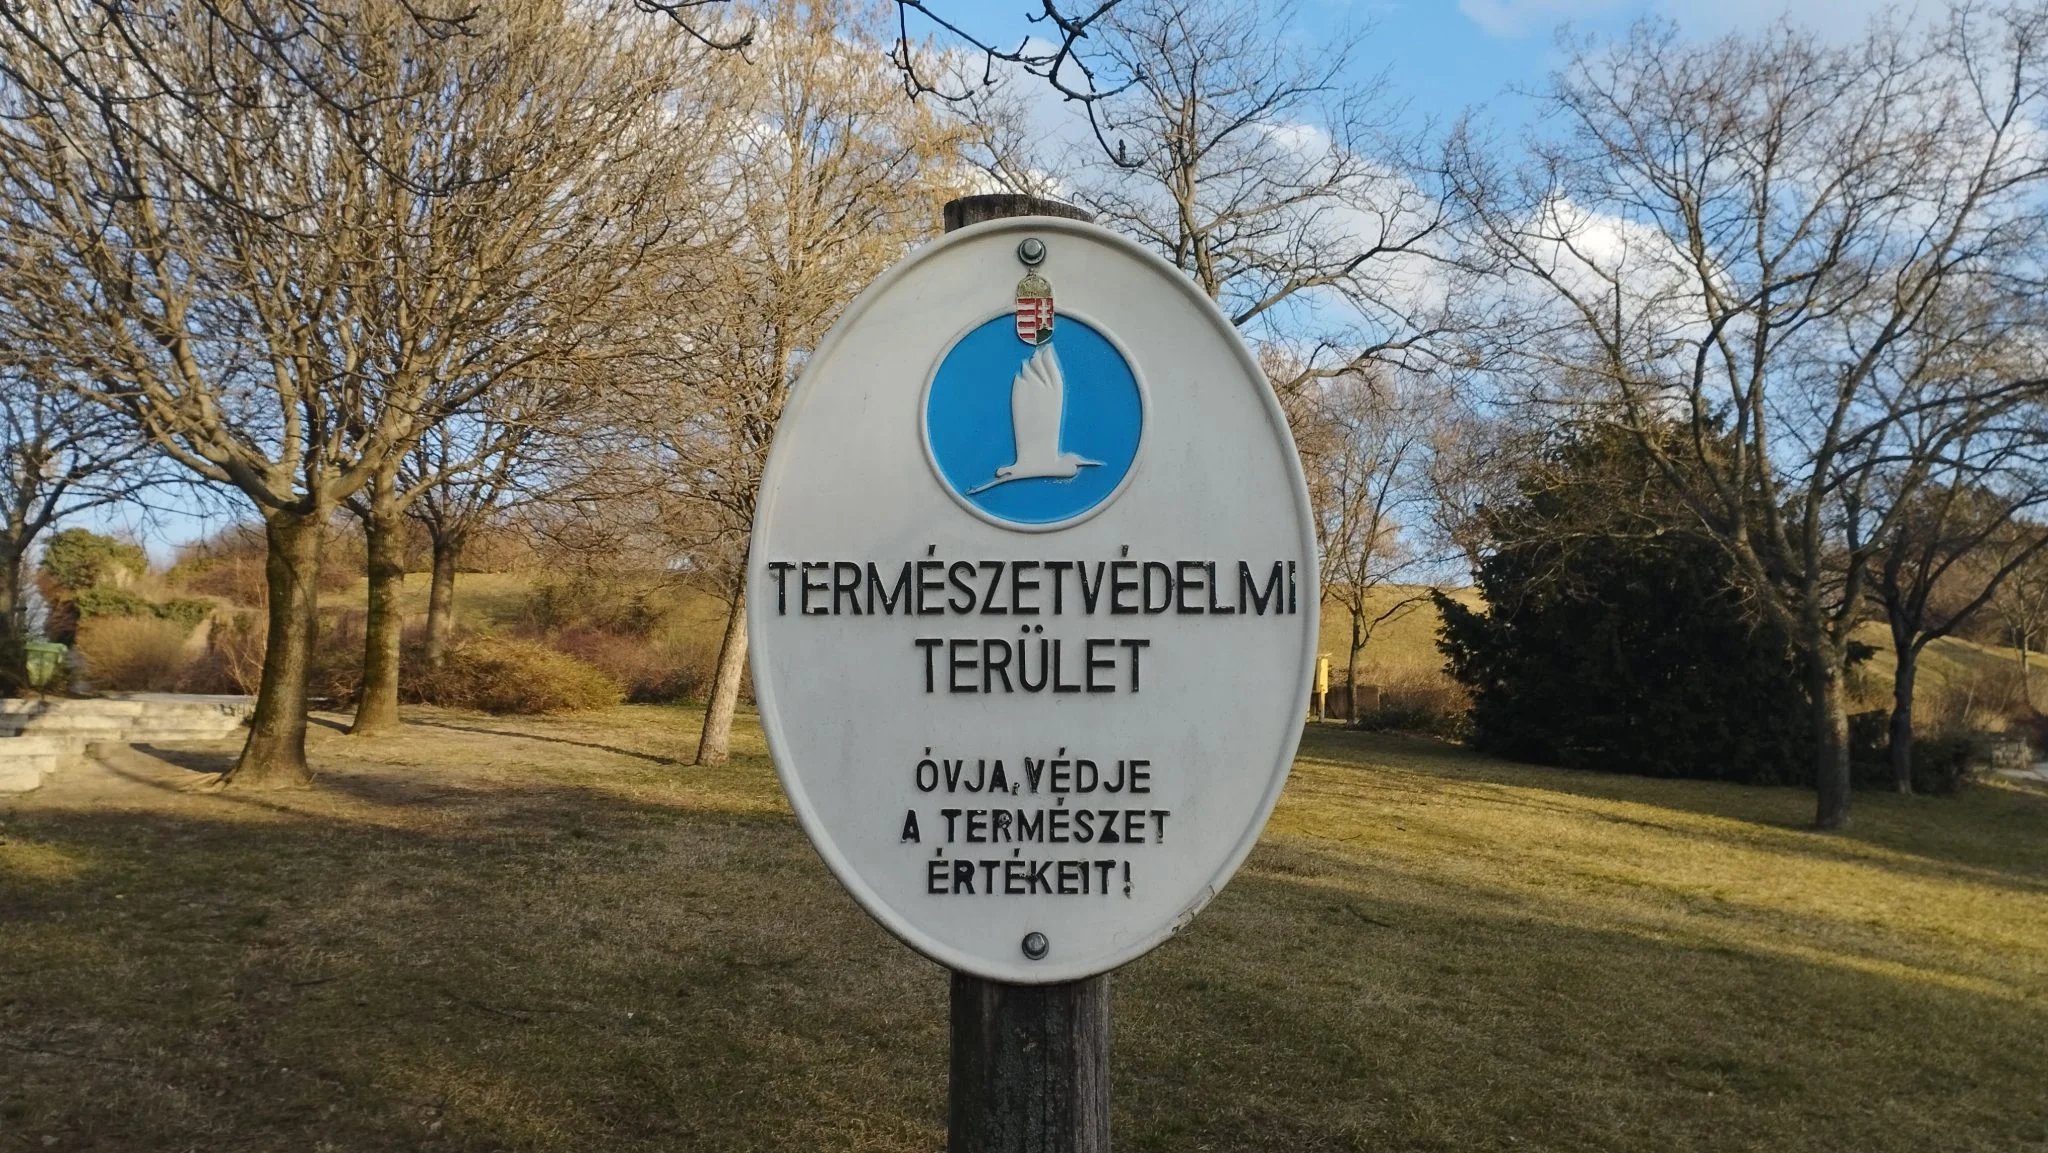 TERMÉSZETVÉDELMI
TERÜLET
ÓVJA,VÉDJE
A TERMÉSZET
ÉRTÉKEIT!